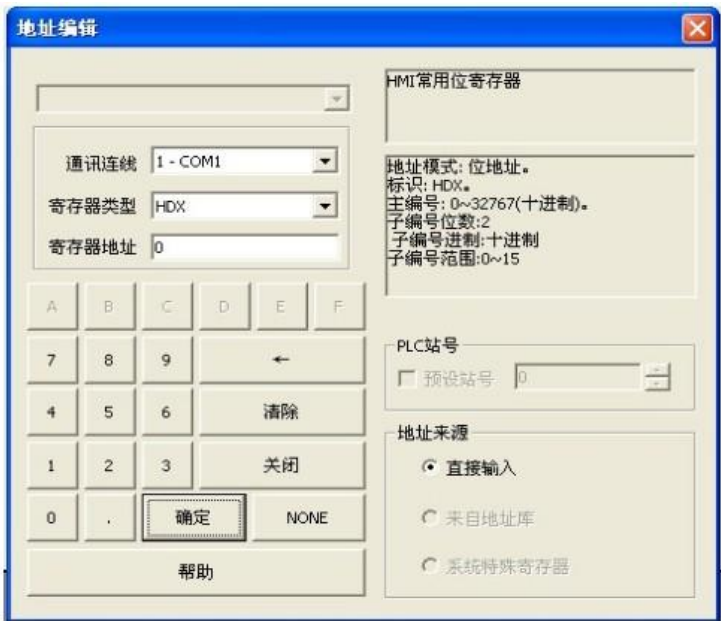 地址编辑
通讯连线 1 - COM1
寄存器类型 HDX
寄存器地址 0
A B C D E F
7 8 9 ←
4 5 6 清除
1 2 3 关闭
0 . 确定 NONE
帮助
HMI常用位寄存器
地址模式: 位地址。
标识: HDX。
主编号: 0~32767(十进制)。
子编号位数:2
子编号进制:十进制
子编号范围:0~15
PLC站号
预设站号 0
地址来源
直接输入
来自地址库
系统特殊寄存器